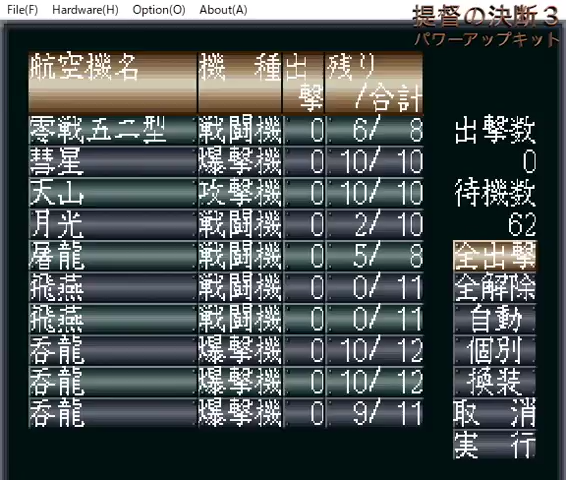 File(F) Hardware(H) Option(O) About(A)
提督の決断3
パワーアップキット
航空機名 機 種 出撃 残り/合計
零戦五二型 戦闘機 0 6/ 8
彗星 爆撃機 0 10/ 10
天山 攻撃機 0 10/ 10
月光 戦闘機 0 2/ 10
屠龍 戦闘機 0 5/ 8
飛燕 戦闘機 0 0/ 11
飛燕 戦闘機 0 0/ 11
呑龍 爆撃機 0 10/ 12
呑龍 爆撃機 0 10/ 12
呑龍 爆撃機 0 9/ 11
出撃数
0
待機数
62
全出撃
全解除
自動
個別
換装
取 消
実 行